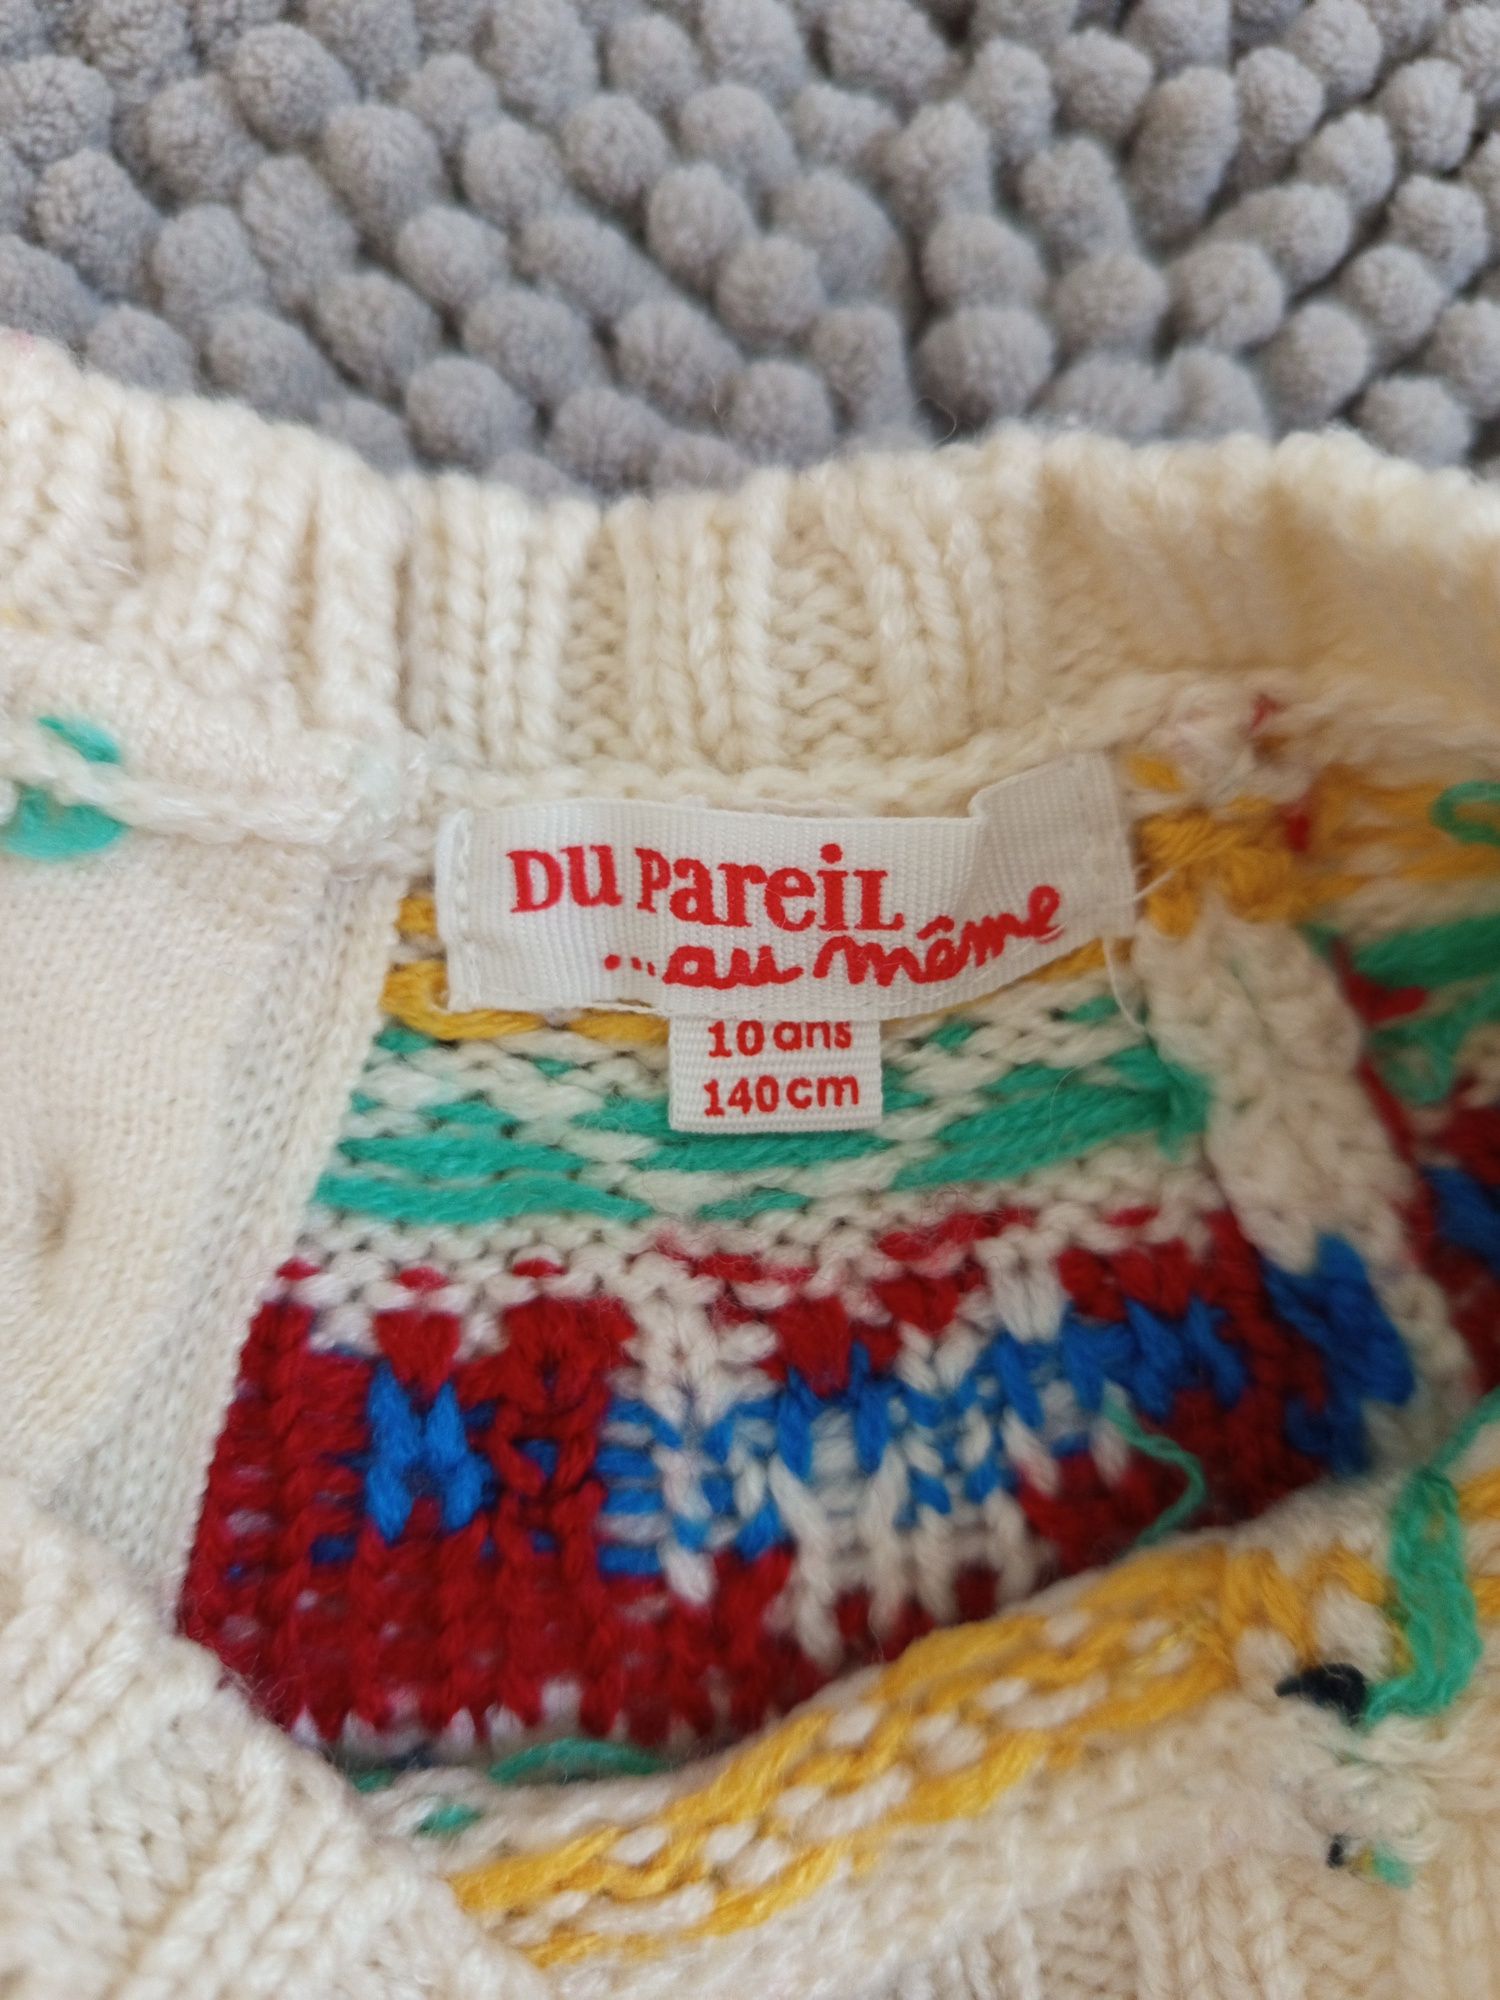 DU PareiL
...au même
10 ans
140 cm